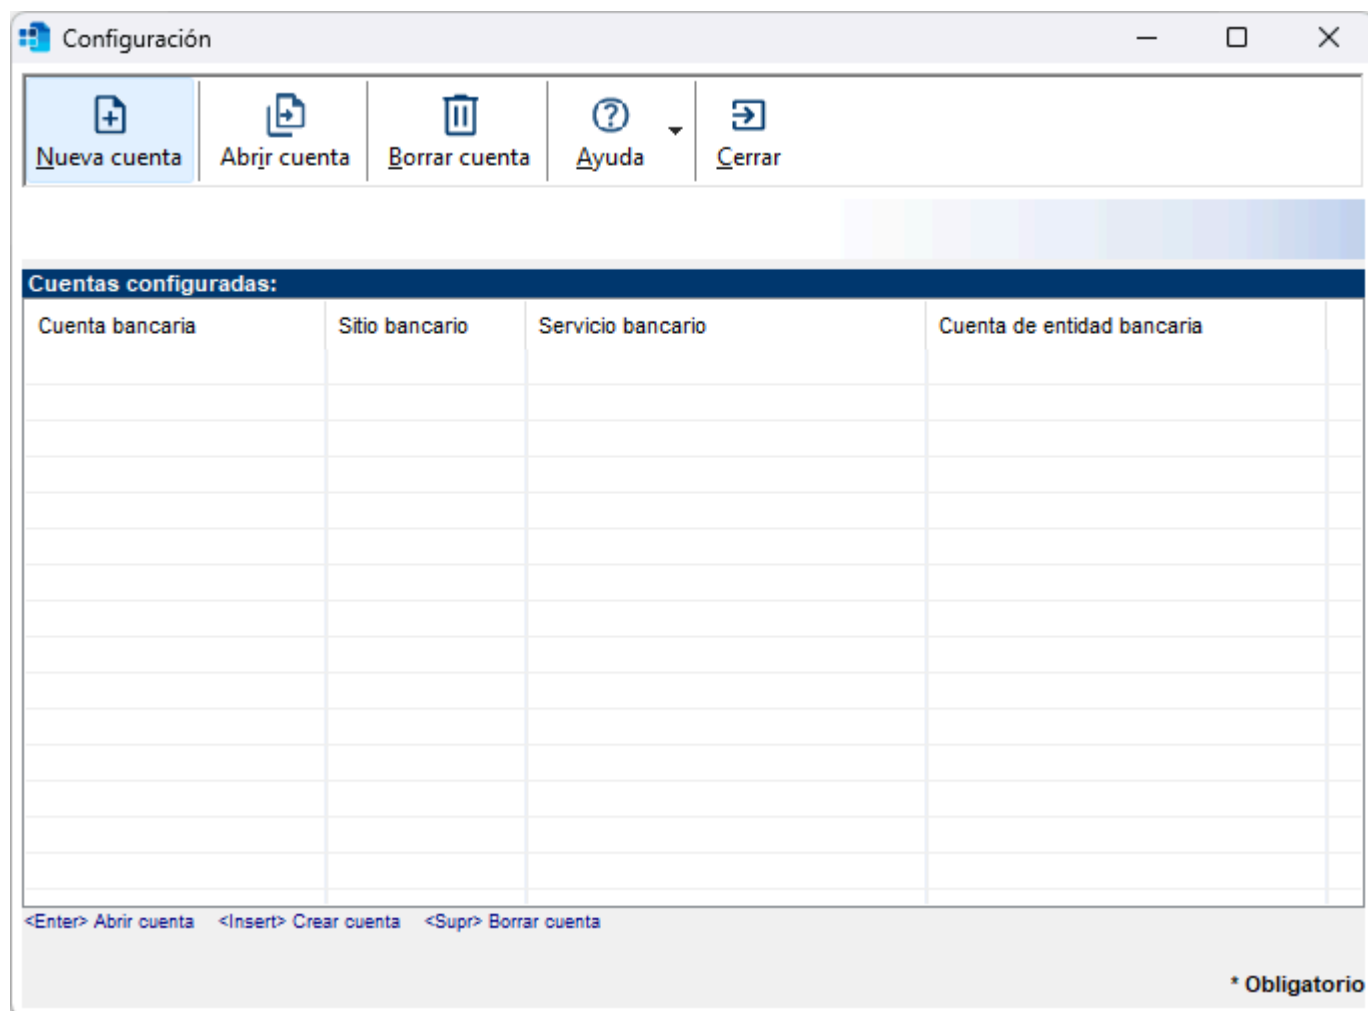 Configuración
Nueva cuenta Abrir cuenta Borrar cuenta Ayuda Cerrar
Cuentas configuradas:
Cuenta bancaria Sitio bancario Servicio bancario Cuenta de entidad bancaria
<Enter> Abrir cuenta <Insert> Crear cuenta <Supr> Borrar cuenta
* Obligatorio